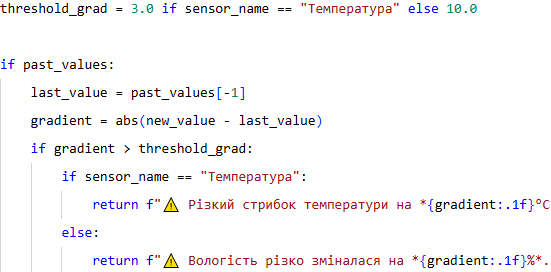 threshold_grad = 3.0 if sensor_name == "Температура" else 10.0
if past_values:
last_value = past_values[-1]
gradient = abs(new_value - last_value)
if gradient > threshold_grad:
if sensor_name == "Температура":
return f"⚠️ Різкий стрибок температури на *{gradient:.1f}°C
else:
return f"⚠️ Вологість різко змінилася на *{gradient:.1f}%*.